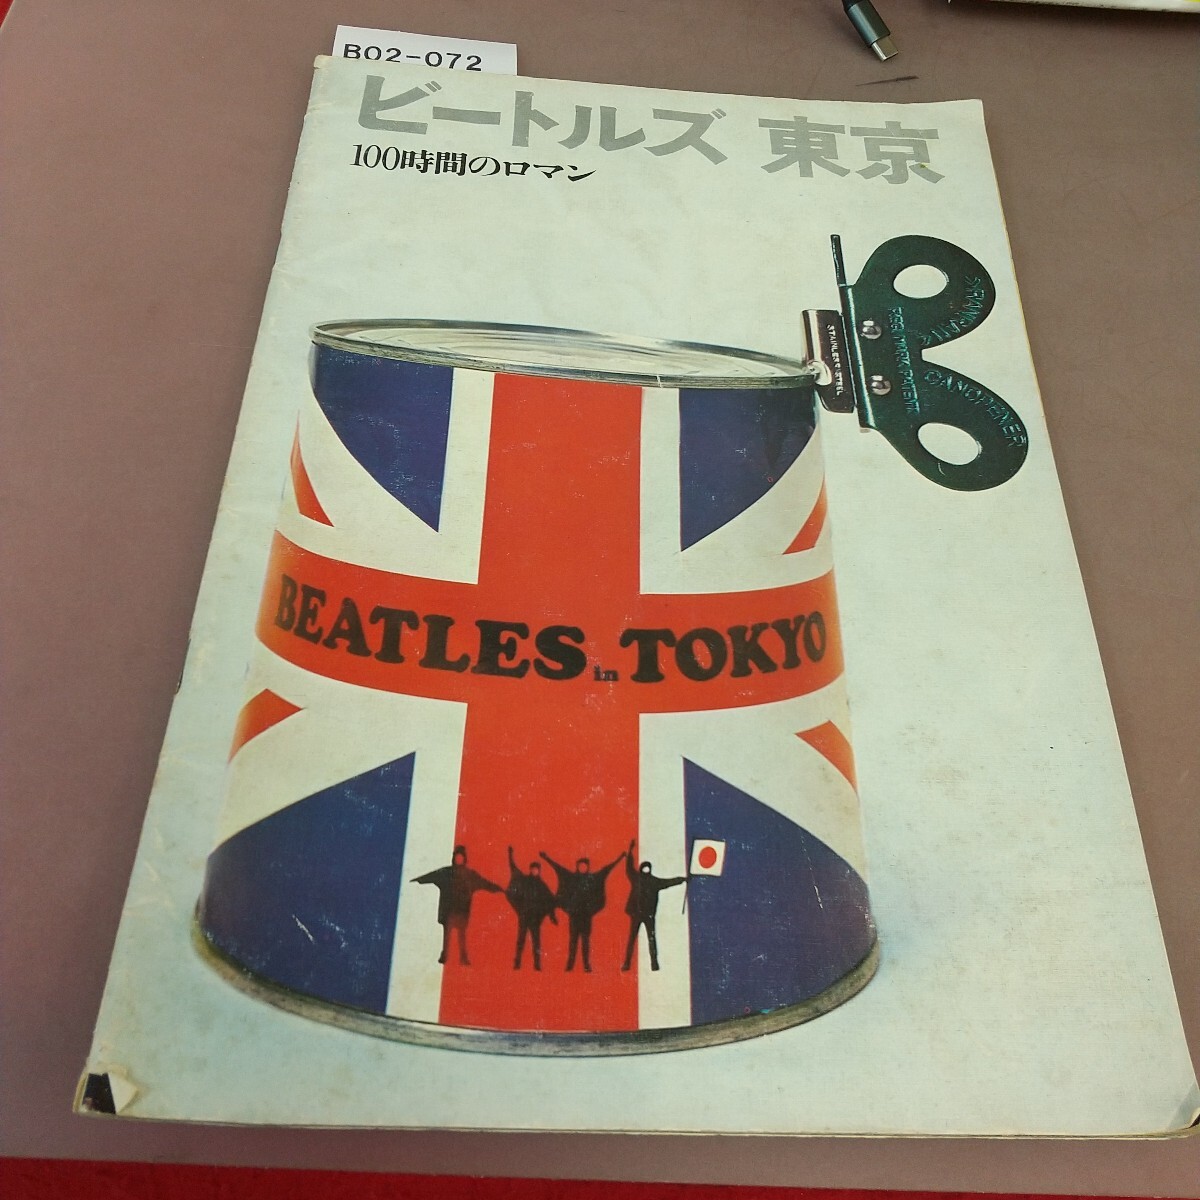 B02-072
ビートルズ 東京
100時間のロマン
STAINLESS STEEL
CANOPENER
BEATLES in TOKYO